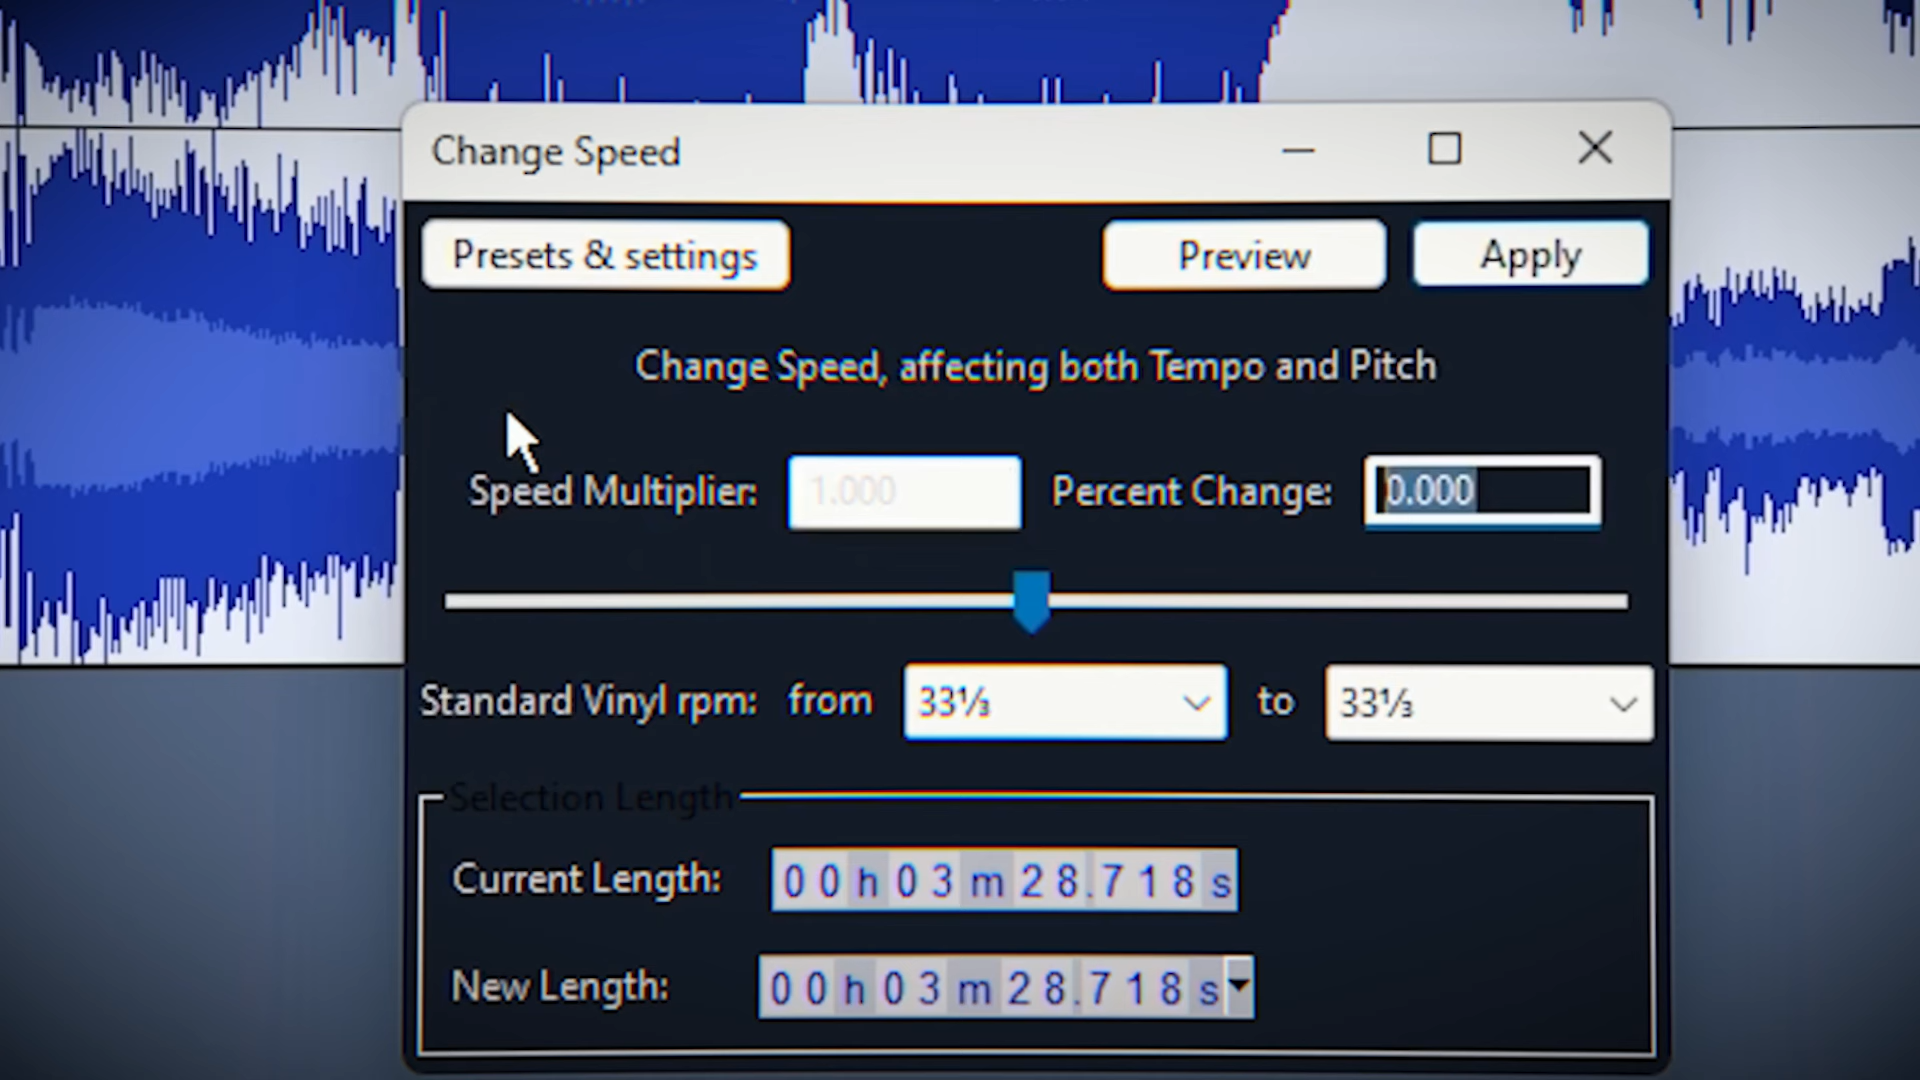 Change Speed
Presets & settings Preview Apply
Change Speed, affecting both Tempo and Pitch
Speed Multiplier: 1.000 Percent Change: 0.000
Standard Vinyl rpm: from 33⅓ to 33⅓
Selection Length
Current Length: 00h03m28.718s
New Length: 00h03m28.718s